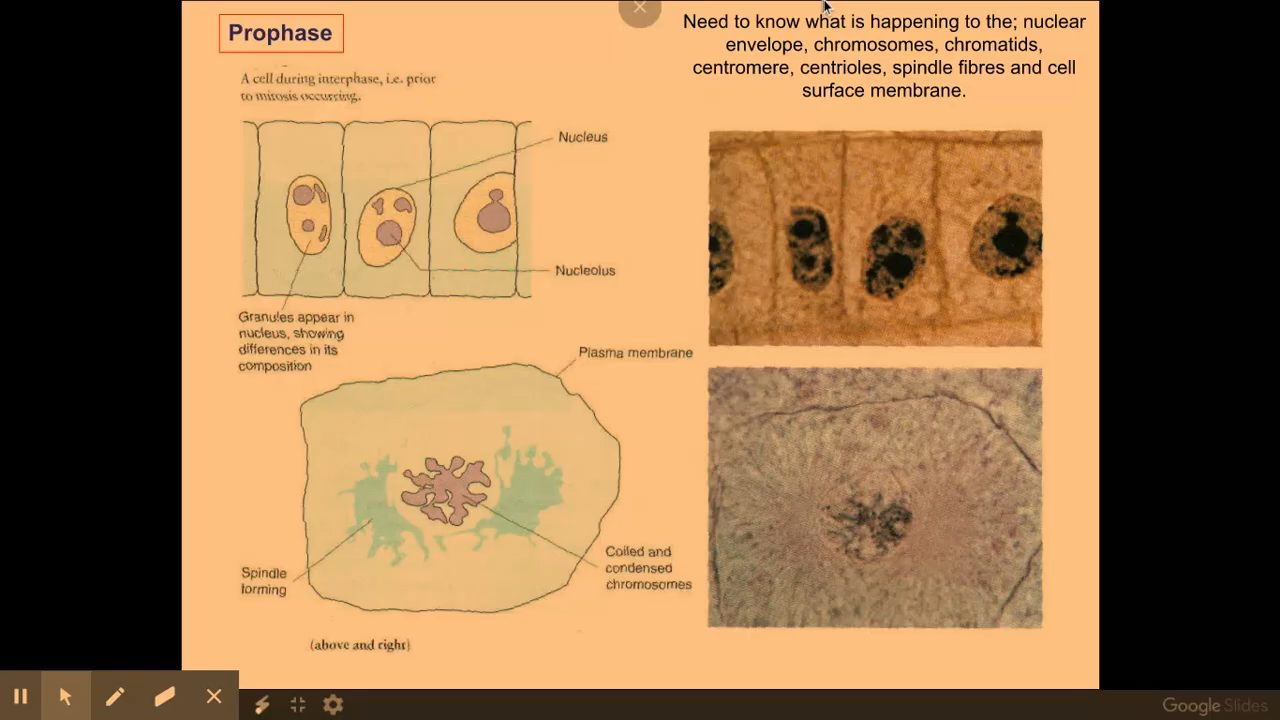 Prophase
Need to know what is happening to the; nuclear
envelope, chromosomes, chromatids,
centromere, centrioles, spindle fibres and cell
surface membrane.
A cell during interphase, i.e. prior
to mitosis occurring.
Nucleus
Nucleolus
Granules appear in
nucleus, showing
differences in its
composition
Plasma membrane
Spindle
forming
Coiled and
condensed
chromosomes
(above and right)
Google Slides